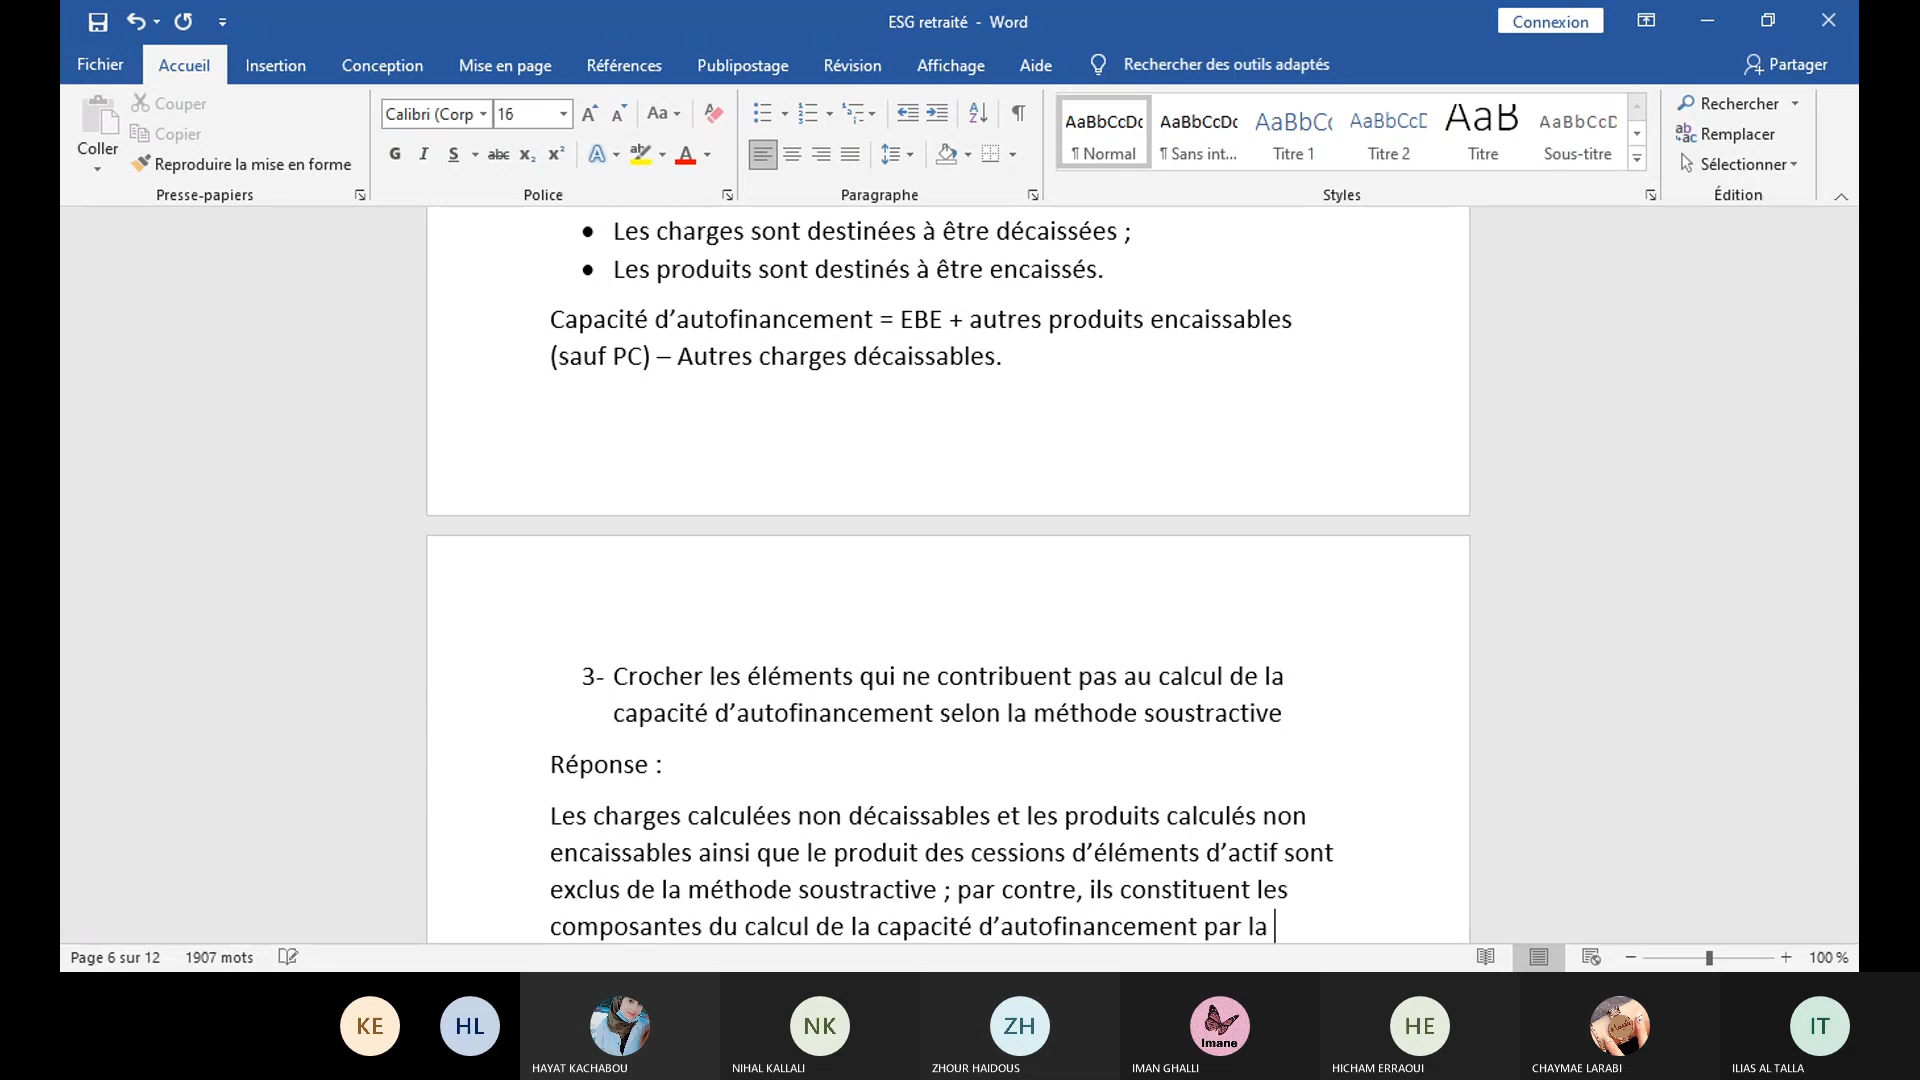 ESG retraité - Word
Connexion
Fichier Accueil Insertion Conception Mise en page Références Publipostage Révision Affichage Aide Rechercher des outils adaptés Partager
Coller
Couper
Copier
Reproduire la mise en forme
Presse-papiers
Calibri (Corp 16
Aa
G I S abc x₂ x² A ab A
Police
Paragraphe
AaBbCcDc AaBbCcDc AaBbCc AaBbCcD AaB AaBbCcD
¶ Normal ¶ Sans int... Titre 1 Titre 2 Titre Sous-titre
Styles
Rechercher
Remplacer
Sélectionner
Édition
• Les charges sont destinées à être décaissées ;
• Les produits sont destinés à être encaissés.
Capacité d’autofinancement = EBE + autres produits encaissables
(sauf PC) – Autres charges décaissables.
3- Crocher les éléments qui ne contribuent pas au calcul de la
capacité d’autofinancement selon la méthode soustractive
Réponse :
Les charges calculées non décaissables et les produits calculés non
encaissables ainsi que le produit des cessions d’éléments d’actif sont
exclus de la méthode soustractive ; par contre, ils constituent les
composantes du calcul de la capacité d’autofinancement par la
Page 6 sur 12 1907 mots 100 %
KE HL NK ZH Imane HE IT
HAYAT KACHABOU NIHAL KALLALI ZHOUR HAIDOUS IMAN GHALLI HICHAM ERRAOUI CHAYMAE LARABI ILIAS AL TALLA